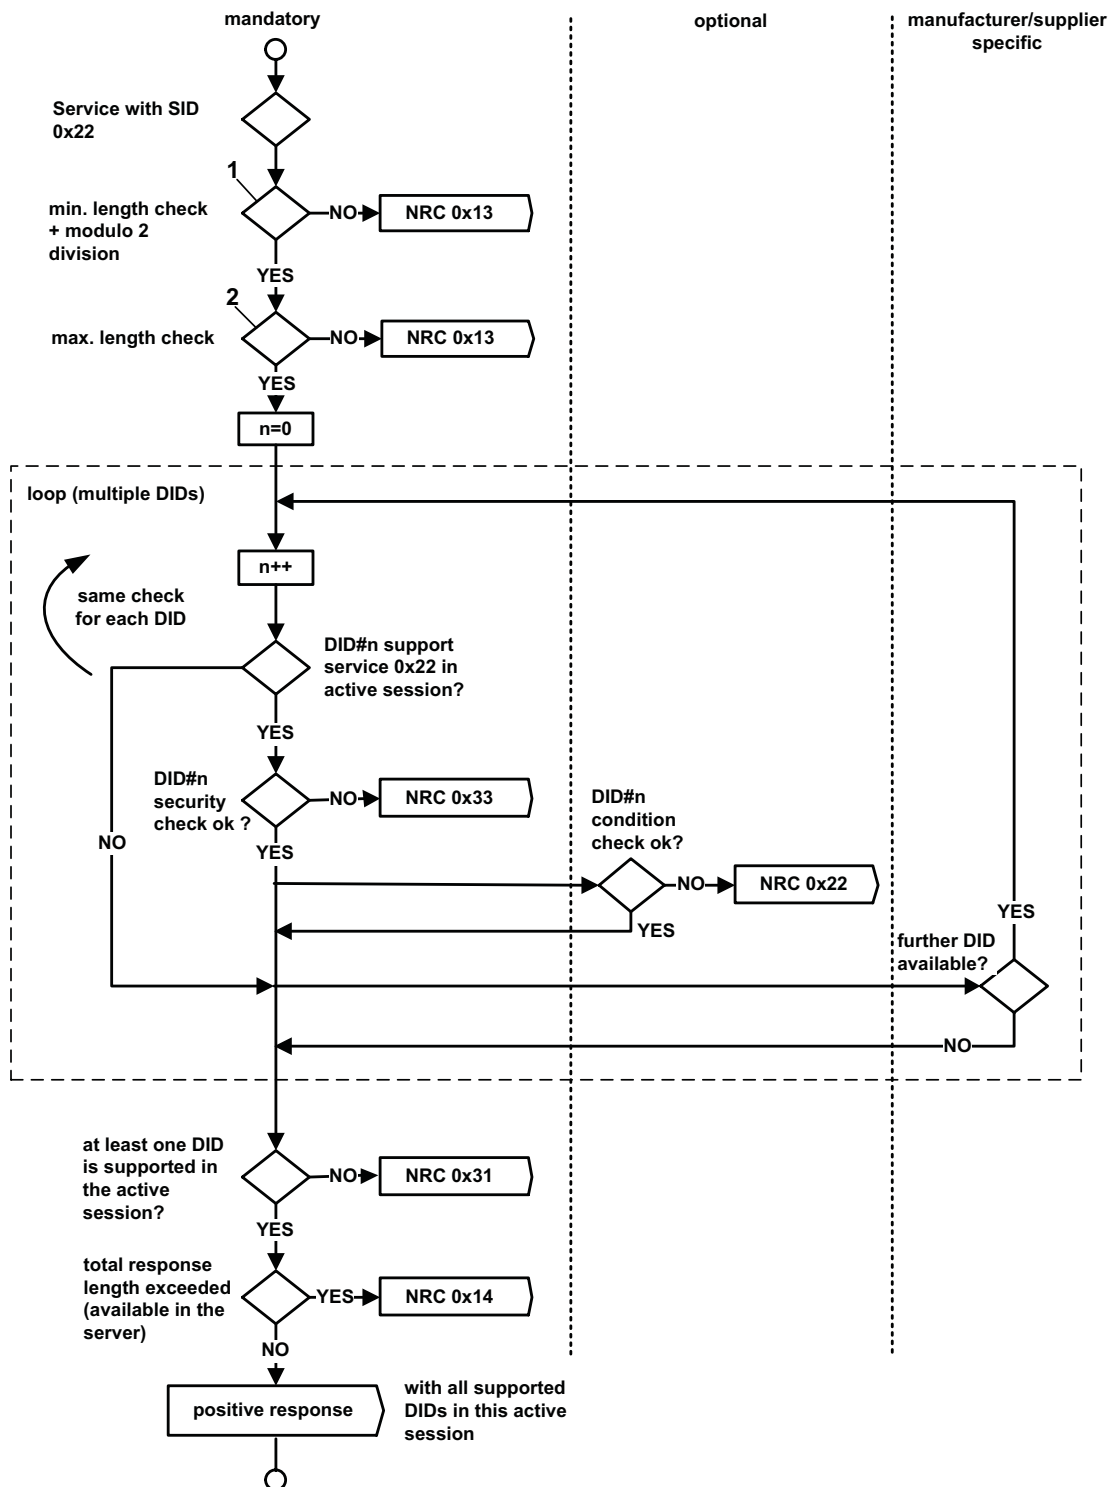 mandatory
optional
manufacturer/supplier
specific
Service with SID
0x22
1
min. length check
+ modulo 2
division
NO
NRC 0x13
YES
2
max. length check
NO
NRC 0x13
YES
n=0
loop (multiple DIDs)
n++
same check
for each DID
DID#n support
service 0x22 in
active session?
YES
DID#n
security
check ok ?
NO
NRC 0x33
DID#n
condition
check ok?
NO
YES
NO
NRC 0x22
YES
YES
further DID
available?
NO
at least one DID
is supported in
the active
session?
NO
NRC 0x31
YES
total response
length exceeded
(available in the
server)
YES
NRC 0x14
NO
positive response
with all supported
DIDs in this active
session